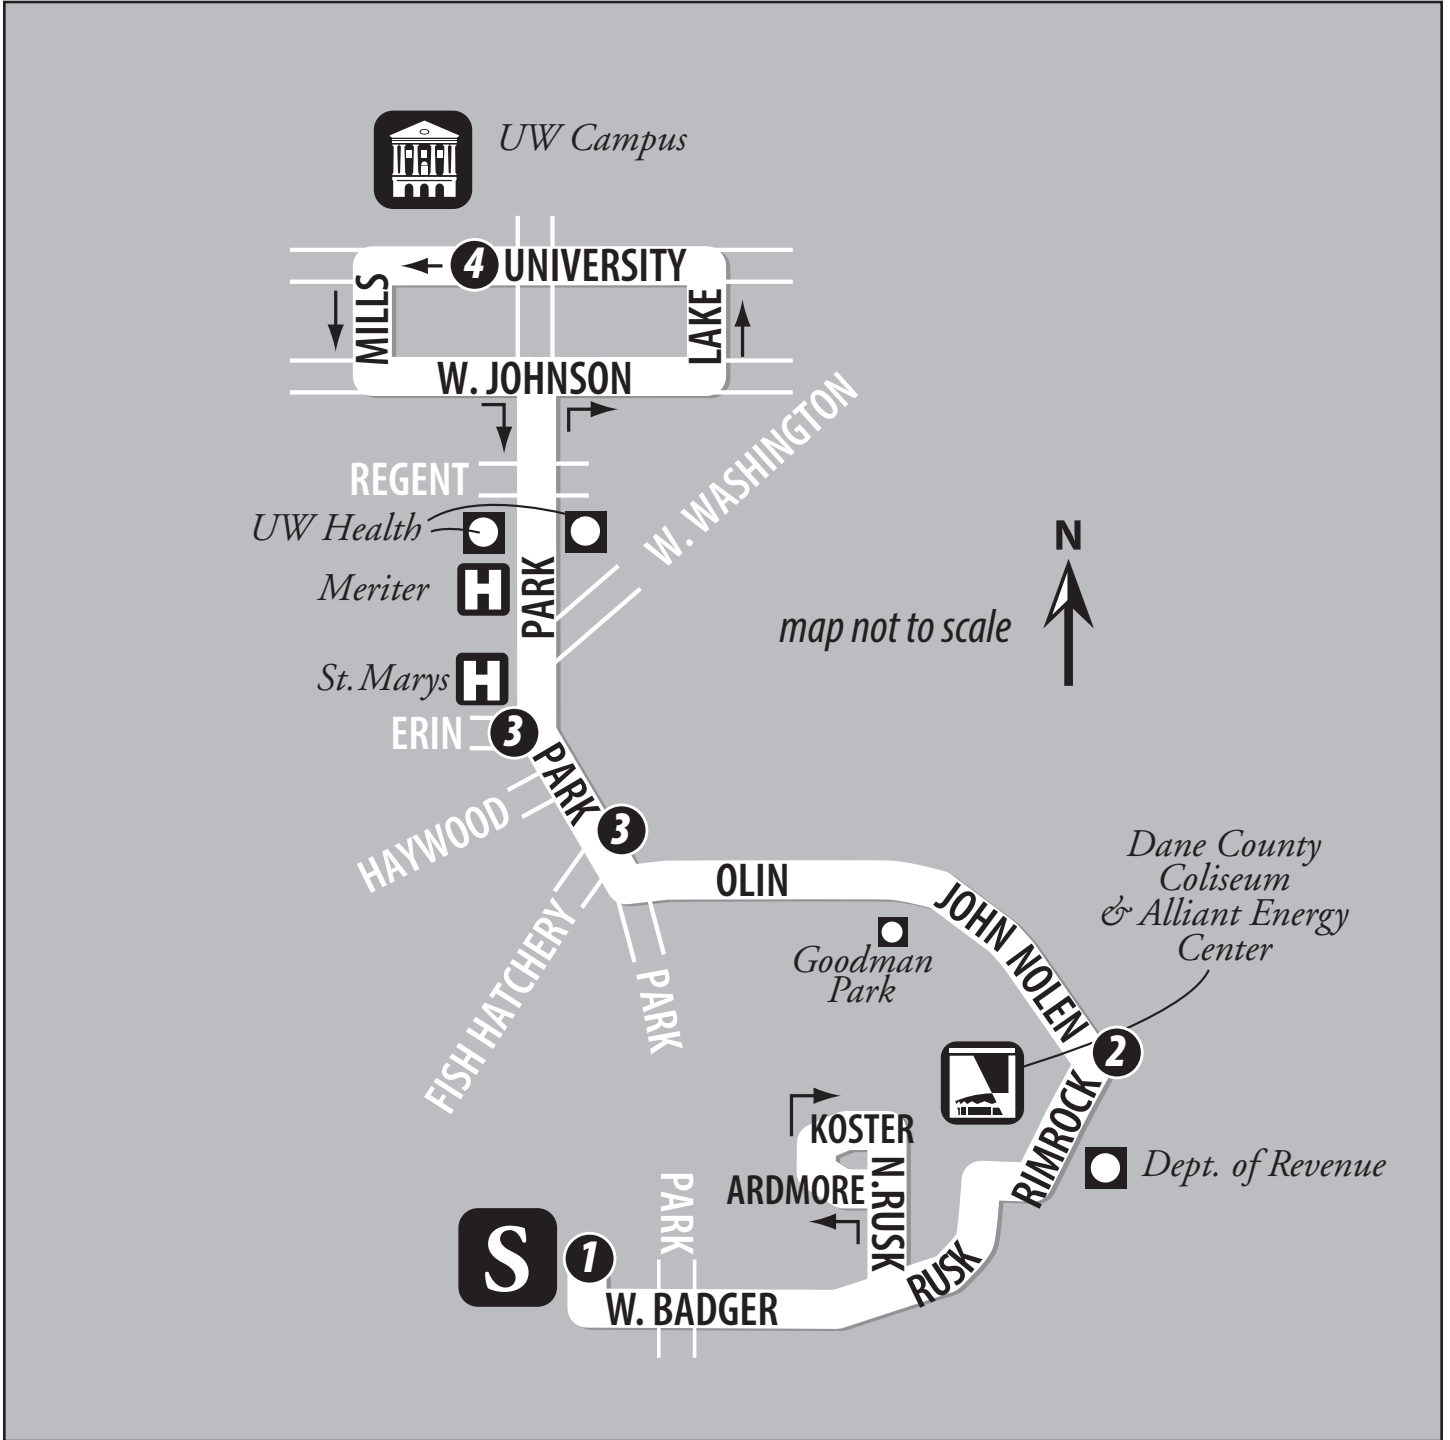 UW Campus
4
UNIVERSITY
MILLS
LAKE
W. JOHNSON
W. WASHINGTON
REGENT
UW Health
Meriter
PARK
N
map not to scale
St. Marys
H
H
ERIN
3
PARK
HAYWOOD
3
OLIN
JOHN NOLEN
Dane County
Coliseum
& Alliant Energy
Center
Goodman
Park
FISH HATCHERY
PARK
2
KOSTER
RIMROCK
Dept. of Revenue
ARDMORE
N. RUSK
PARK
S
1
RUSK
W. BADGER